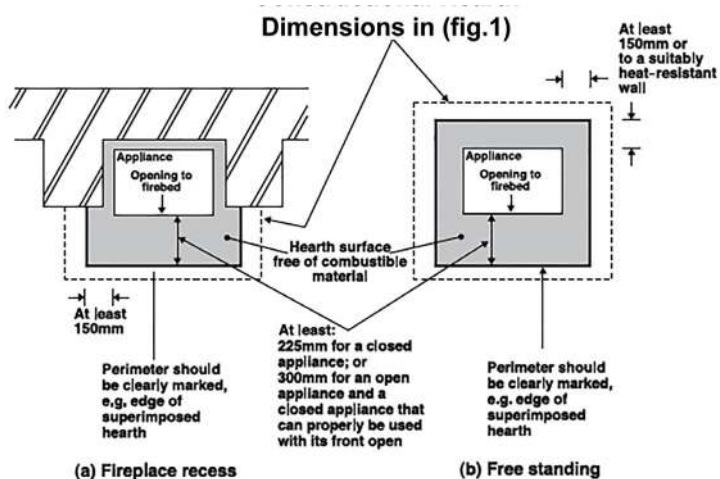 Dimensions in (fig.1)
At least
150mm or
to a suitably
heat-resistant
wall
Appliance
Opening to
firebed
Appliance
Opening to
firebed
Hearth surface
free of combustible
material
At least
150mm
Perimeter should
be clearly marked,
e.g. edge of
superimposed
hearth
At least:
225mm for a closed
appliance; or
300mm for an open
appliance and a
closed appliance that
can properly be used
with its front open
Perimeter should
be clearly marked,
e.g. edge of
superimposed
hearth
(a) Fireplace recess
(b) Free standing